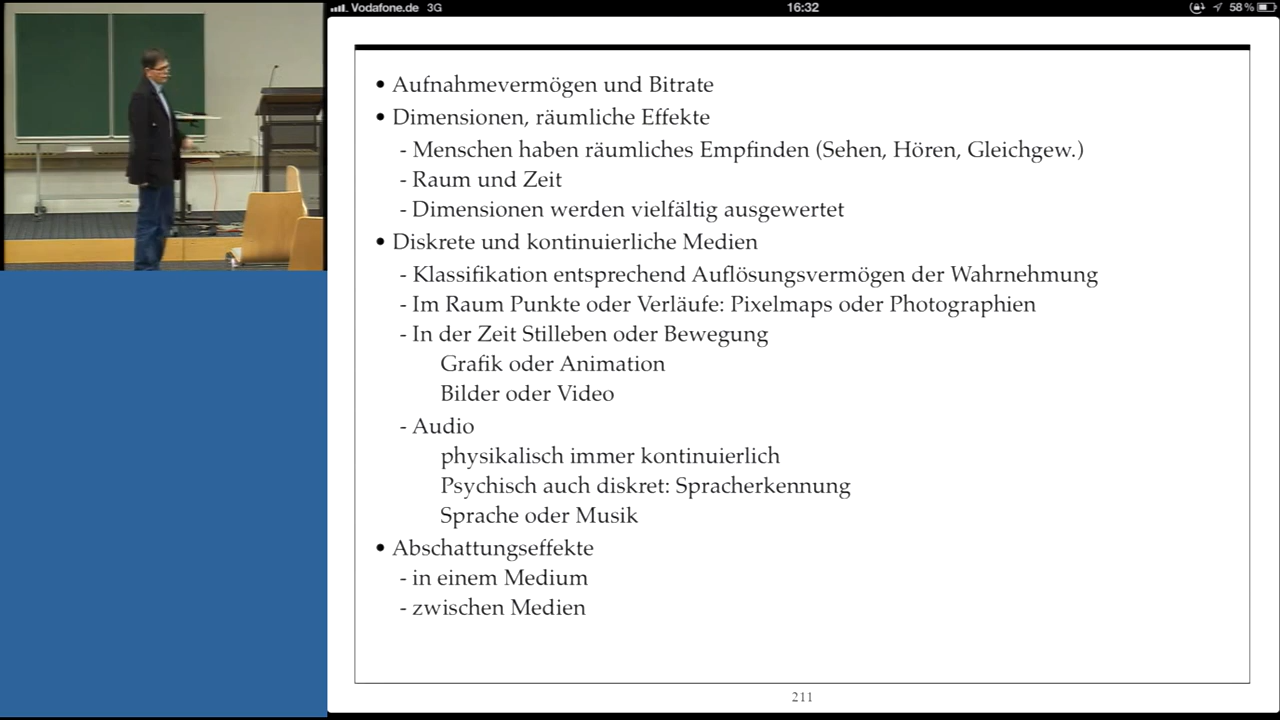 Vodafone.de 3G 16:32 58 %
• Aufnahmevermögen und Bitrate
• Dimensionen, räumliche Effekte
- Menschen haben räumliches Empfinden (Sehen, Hören, Gleichgew.)
- Raum und Zeit
- Dimensionen werden vielfältig ausgewertet
• Diskrete und kontinuierliche Medien
- Klassifikation entsprechend Auflösungsvermögen der Wahrnehmung
- Im Raum Punkte oder Verläufe: Pixelmaps oder Photographien
- In der Zeit Stilleben oder Bewegung
Grafik oder Animation
Bilder oder Video
- Audio
physikalisch immer kontinuierlich
Psychisch auch diskret: Spracherkennung
Sprache oder Musik
• Abschattungseffekte
- in einem Medium
- zwischen Medien
211